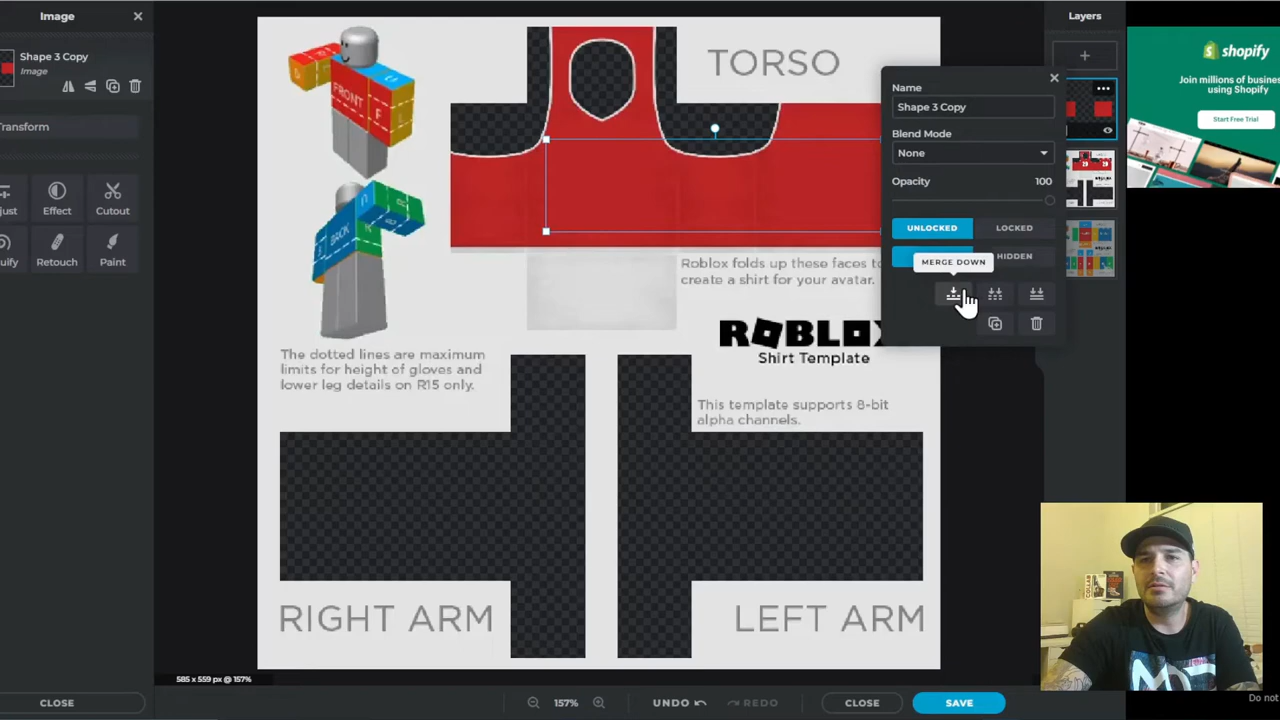 Image
Layers
Shape 3 Copy
Image
Transform
Effect
Cutout
Retouch
Paint
CLOSE
FRONT
F
L
BACK
R
TORSO
Roblox folds up these faces to
create a shirt for your avatar.
ROBLOX
Shirt Template
The dotted lines are maximum
limits for height of gloves and
lower leg details on R15 only.
This template supports 8-bit
alpha channels.
RIGHT ARM
LEFT ARM
Name
Shape 3 Copy
Blend Mode
None
Opacity
100
UNLOCKED
LOCKED
HIDDEN
MERGE DOWN
585 x 559 px @ 157%
157%
UNDO
REDO
CLOSE
SAVE
shopify
Join millions of busine
using Shopify
Start Free Trial
Do not